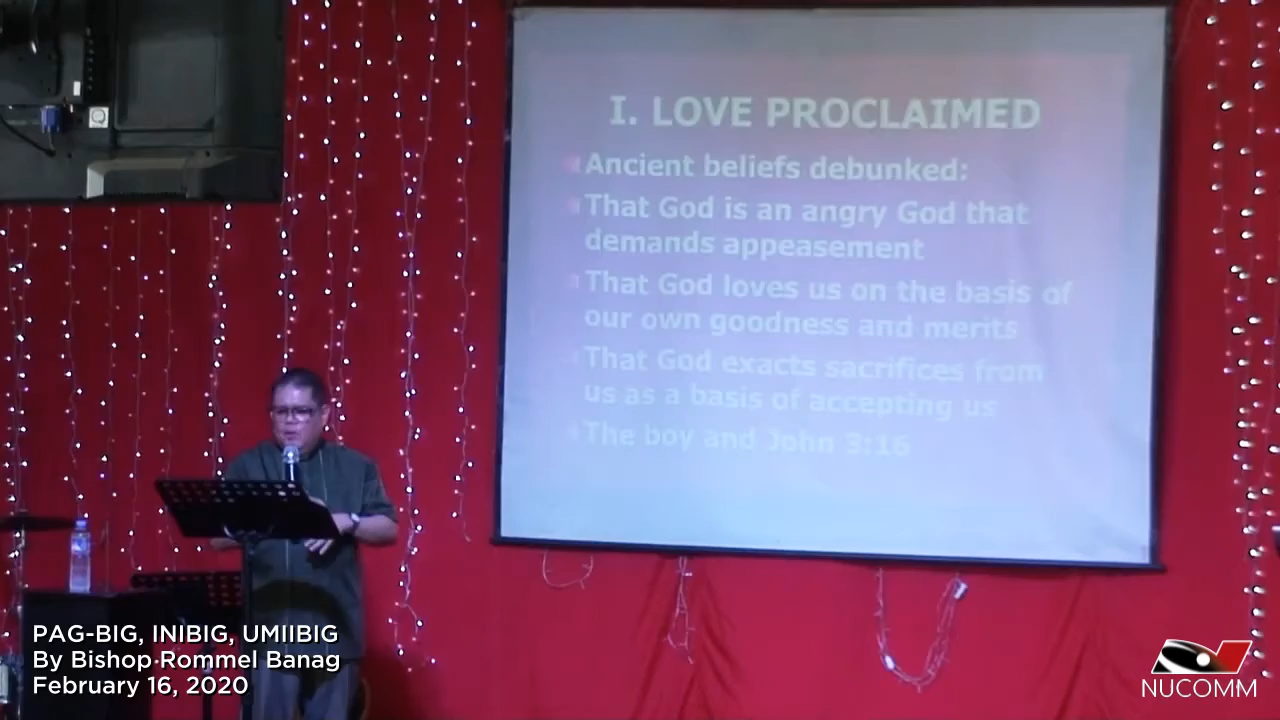 I. LOVE PROCLAIMED
Ancient beliefs debunked:
That God is an angry God that
demands appeasement
That God loves us on the basis of
our own goodness and merits
That God exacts sacrifices from
us as a basis of accepting us
The boy and John 3:16
PAG-BIG, INIBIG, UMIIBIG
By Bishop Rommel Banag
February 16, 2020
NUCOMM